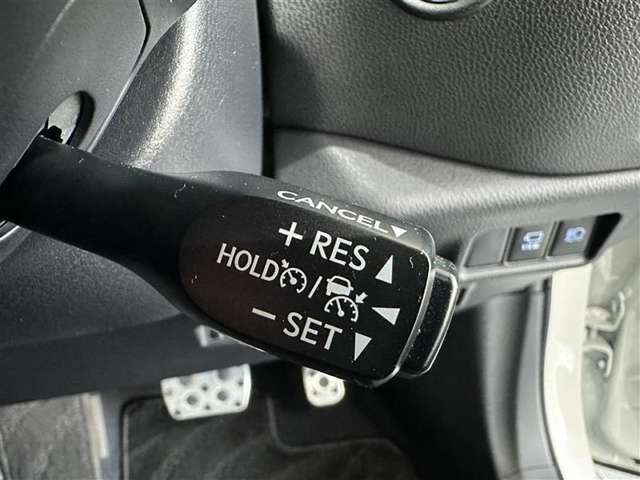 CANCEL▼
+ RES ▲
HOLD /
− SET ▼